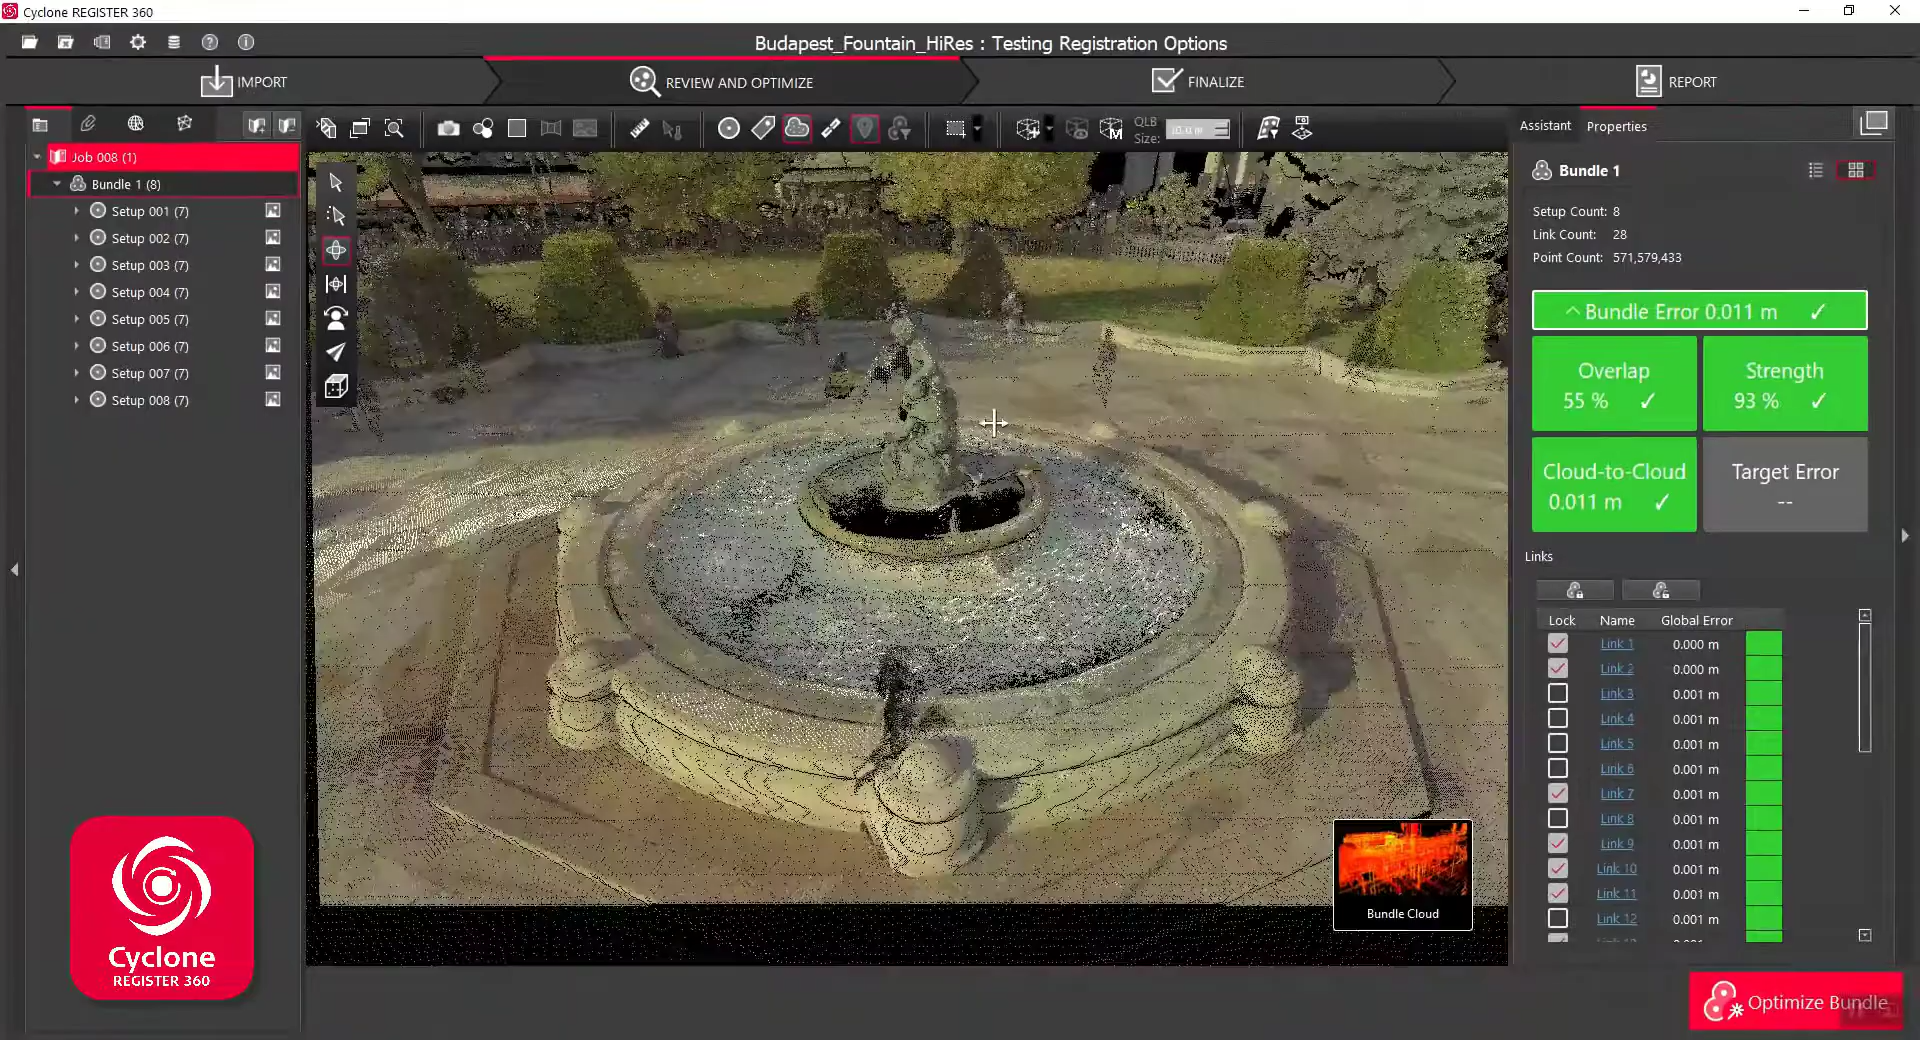 Cyclone REGISTER 360
Budapest_Fountain_HiRes : Testing Registration Options
IMPORT
REVIEW AND OPTIMIZE
FINALIZE
REPORT
QLB
Size:
Assistant
Properties
Job 008 (1)
Bundle 1 (8)
Setup 001 (7)
Setup 002 (7)
Setup 003 (7)
Setup 004 (7)
Setup 005 (7)
Setup 006 (7)
Setup 007 (7)
Setup 008 (7)
Cyclone
REGISTER 360
Bundle Cloud
Bundle 1
Setup Count: 8
Link Count: 28
Point Count: 571,579,433
Bundle Error 0.011 m
Overlap
55 %
Strength
93 %
Cloud-to-Cloud
0.011 m
Target Error
--
Links
Lock Name Global Error
Link 1 0.000 m
Link 2 0.000 m
Link 3 0.001 m
Link 4 0.001 m
Link 5 0.001 m
Link 6 0.001 m
Link 7 0.001 m
Link 8 0.001 m
Link 9 0.001 m
Link 10 0.001 m
Link 11 0.001 m
Link 12 0.001 m
Optimize Bundle